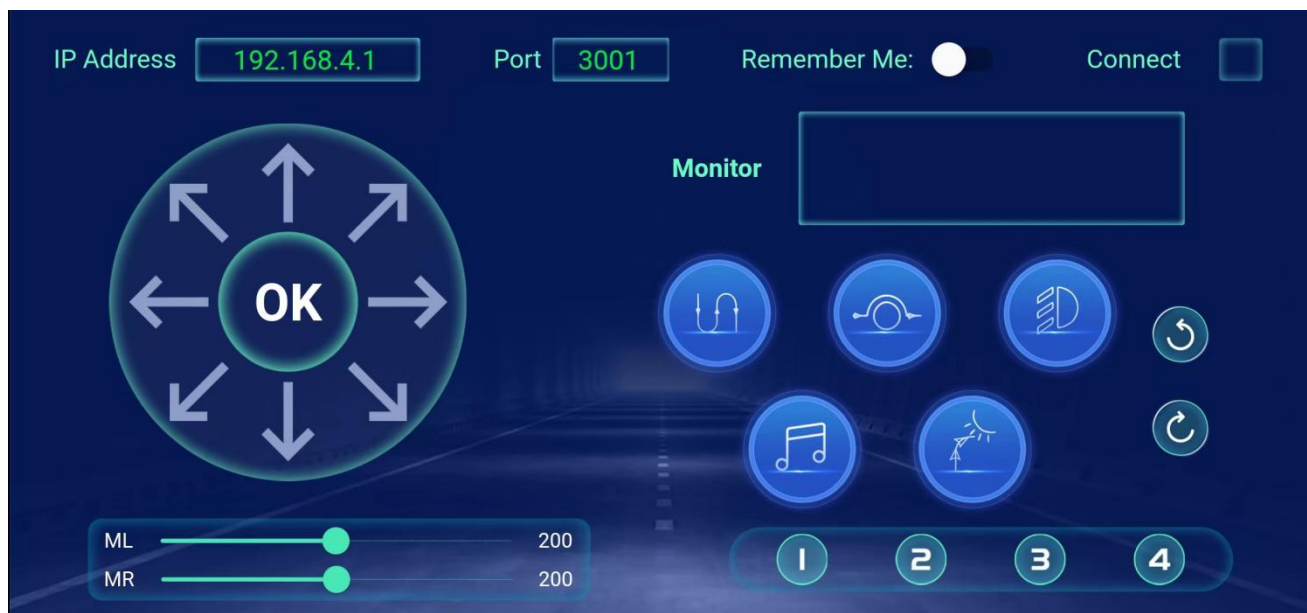 IP Address 192.168.4.1 Port 3001 Remember Me: Connect
Monitor
OK
ML 200
MR 200
1 2 3 4